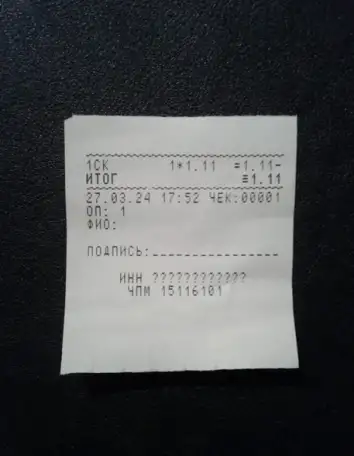 1СК 1*1.11 =1.11-
ИТОГ ≡1.11
27.03.24 17:52 ЧЕК:00001
ОП: 1
ФИО:
ПОДПИСЬ:________________
ИНН ????????????
ЧПМ 15116101